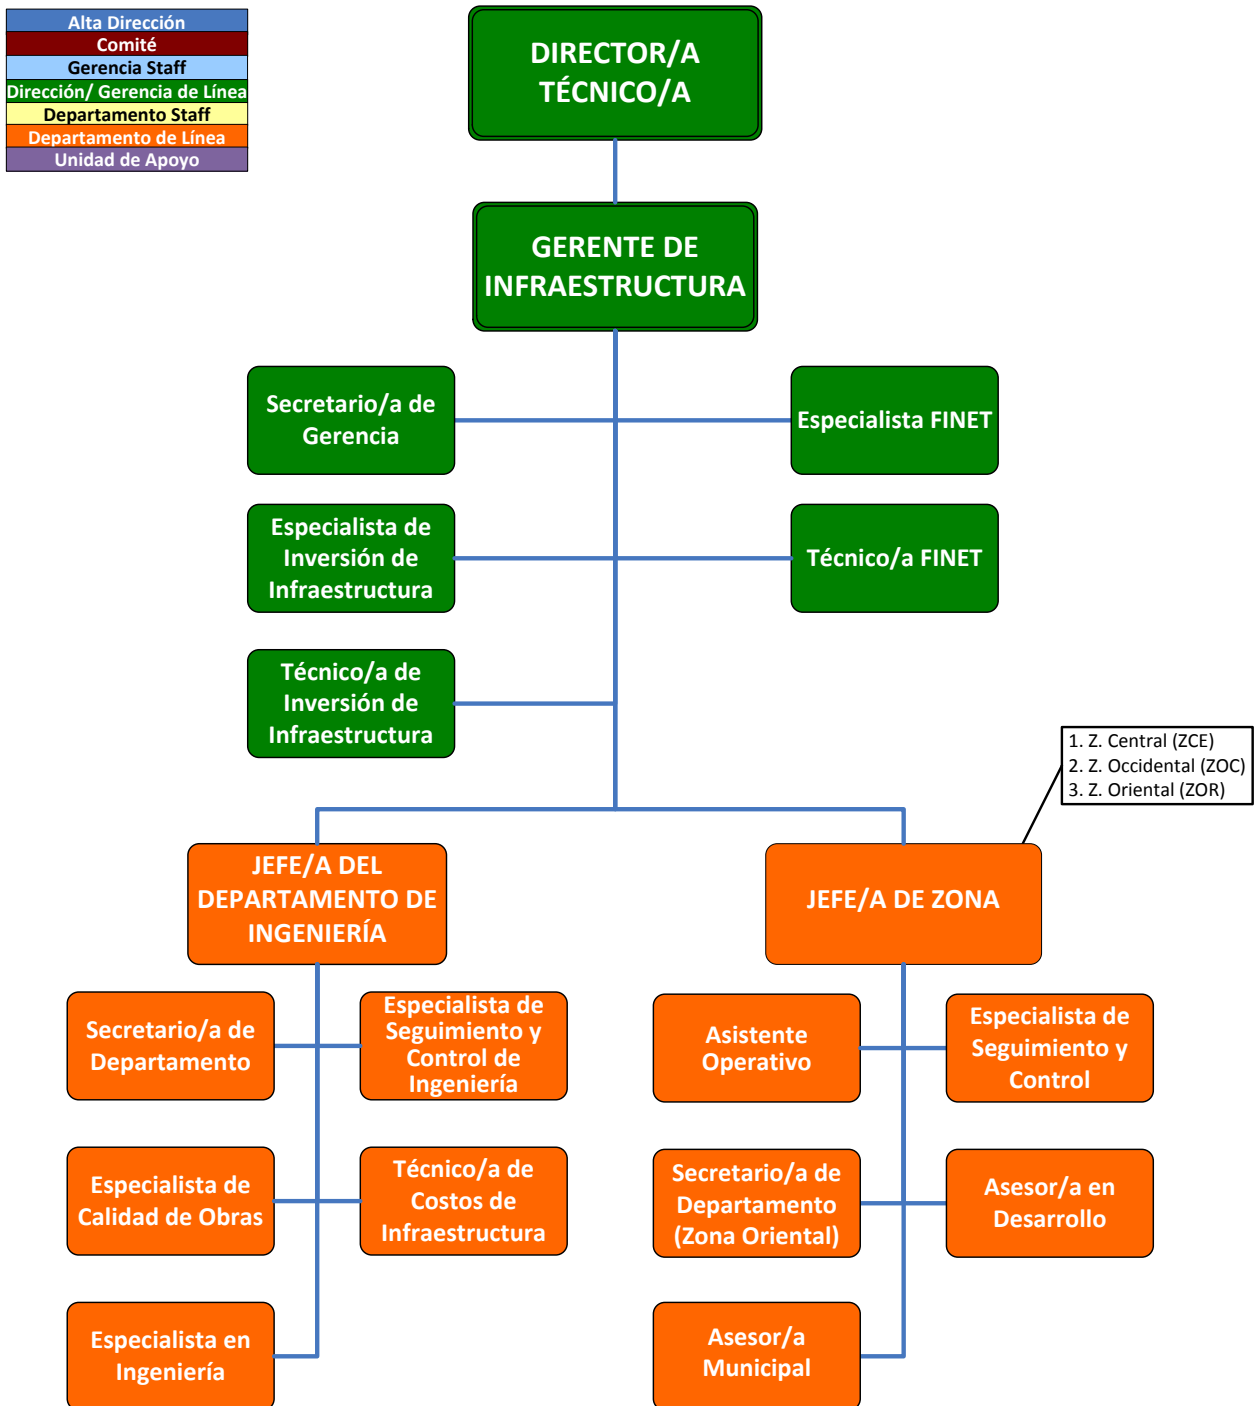 Alta Dirección
Comité
Gerencia Staff
Dirección/ Gerencia de Línea
Departamento Staff
Departamento de Línea
Unidad de Apoyo
DIRECTOR/A
TÉCNICO/A
GERENTE DE
INFRAESTRUCTURA
Secretario/a de
Gerencia
Especialista FINET
Especialista de
Inversión de
Infraestructura
Técnico/a FINET
Técnico/a de
Inversión de
Infraestructura
1. Z. Central (ZCE)
2. Z. Occidental (ZOC)
3. Z. Oriental (ZOR)
JEFE/A DEL
DEPARTAMENTO DE
INGENIERÍA
JEFE/A DE ZONA
Secretario/a de
Departamento
Especialista de
Seguimiento y
Control de
Ingeniería
Asistente
Operativo
Especialista de
Seguimiento y
Control
Especialista de
Calidad de Obras
Técnico/a de
Costos de
Infraestructura
Secretario/a de
Departamento
(Zona Oriental)
Asesor/a en
Desarrollo
Especialista en
Ingeniería
Asesor/a
Municipal